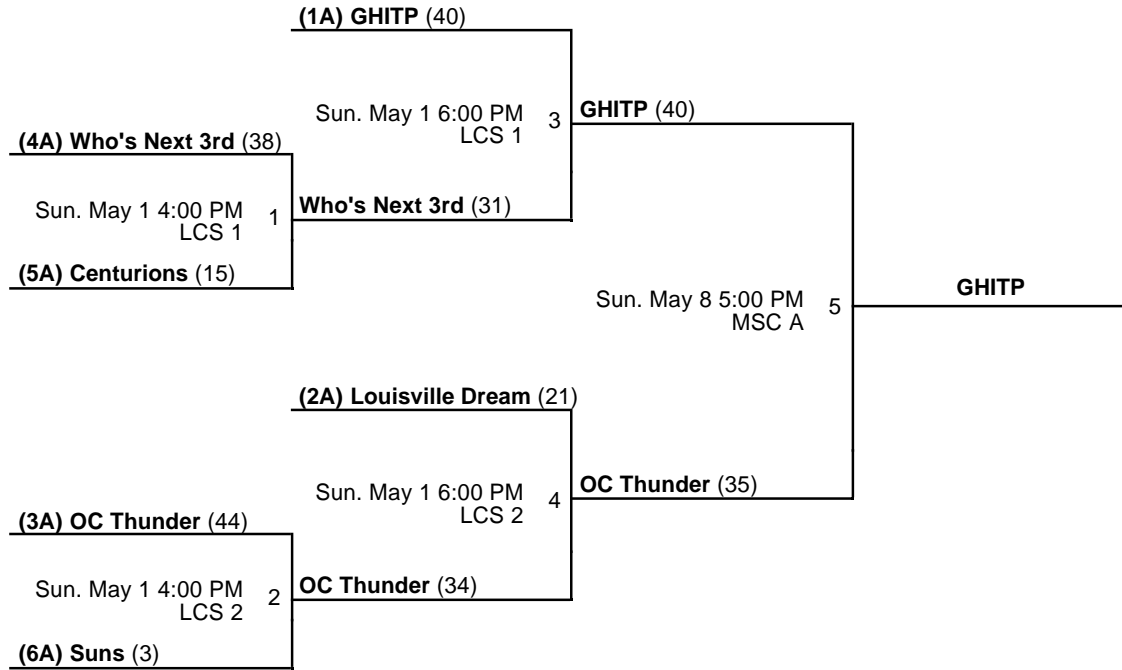 (1A) GHITP (40)
Sun. May 1 6:00 PM
LCS 1
3
GHITP (40)
(4A) Who's Next 3rd (38)
Sun. May 1 4:00 PM
LCS 1
1
Who's Next 3rd (31)
(5A) Centurions (15)
Sun. May 8 5:00 PM
MSC A
5
GHITP
(2A) Louisville Dream (21)
Sun. May 1 6:00 PM
LCS 2
4
OC Thunder (35)
(3A) OC Thunder (44)
Sun. May 1 4:00 PM
LCS 2
2
OC Thunder (34)
(6A) Suns (3)